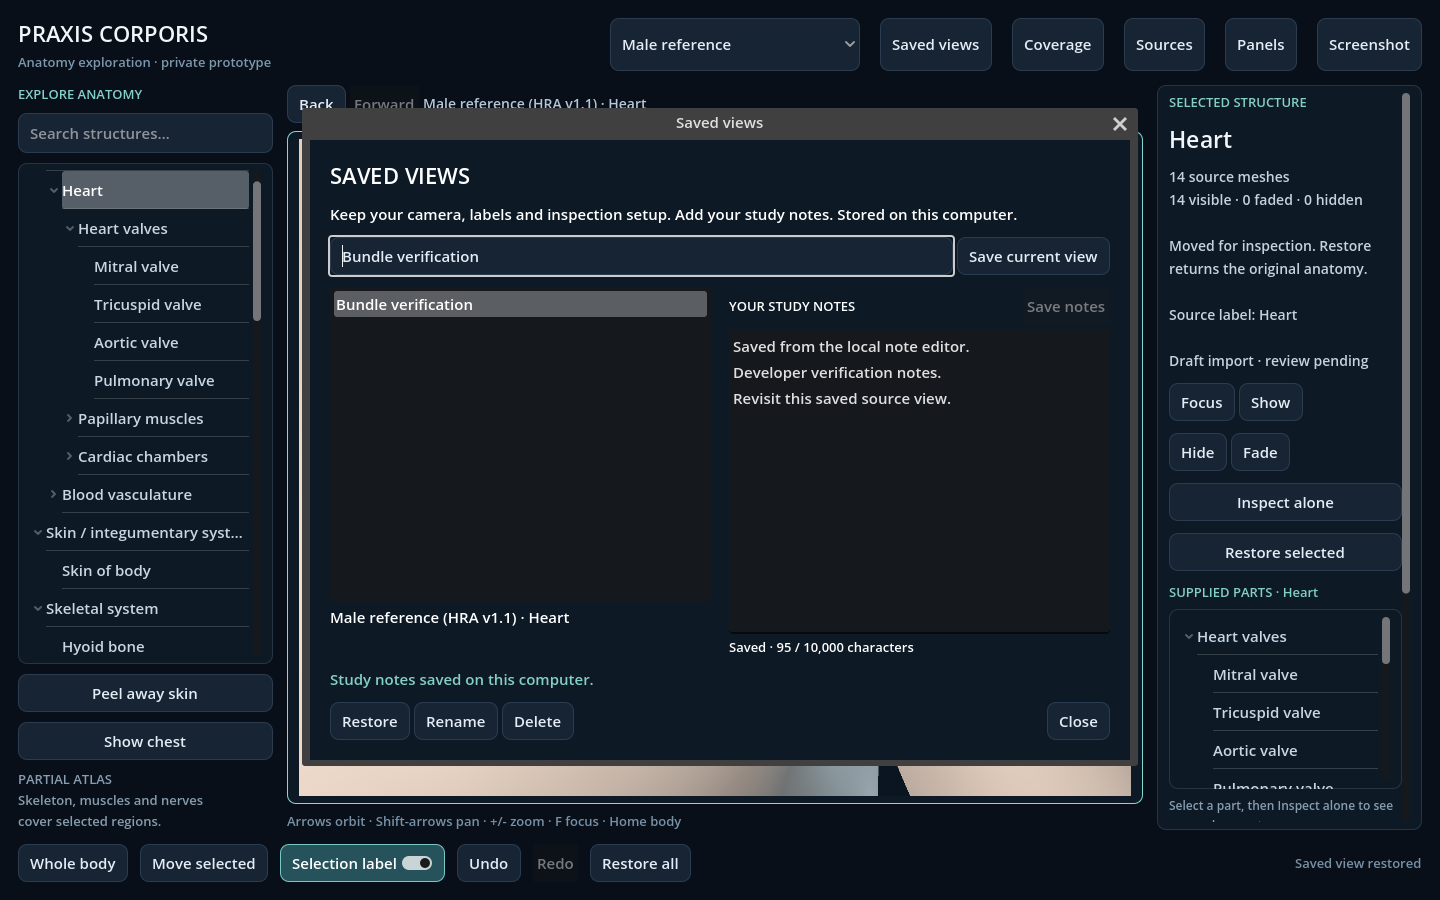 PRAXIS CORPORIS
Anatomy exploration · private prototype
Male reference
Saved views
Coverage
Sources
Panels
Screenshot
EXPLORE ANATOMY
Search structures...
Heart
Heart valves
Mitral valve
Tricuspid valve
Aortic valve
Pulmonary valve
Papillary muscles
Cardiac chambers
Blood vasculature
Skin / integumentary syst...
Skin of body
Skeletal system
Hyoid bone
Peel away skin
Show chest
PARTIAL ATLAS
Skeleton, muscles and nerves
cover selected regions.
Back
Forward
Male reference (HRA v1.1) · Heart
Saved views
SAVED VIEWS
Keep your camera, labels and inspection setup. Add your study notes. Stored on this computer.
Bundle verification
Save current view
Bundle verification
Male reference (HRA v1.1) · Heart
YOUR STUDY NOTES
Save notes
Saved from the local note editor.
Developer verification notes.
Revisit this saved source view.
Saved · 95 / 10,000 characters
Study notes saved on this computer.
Restore
Rename
Delete
Close
Arrows orbit · Shift-arrows pan · +/- zoom · F focus · Home body
SELECTED STRUCTURE
Heart
14 source meshes
14 visible · 0 faded · 0 hidden
Moved for inspection. Restore
returns the original anatomy.
Source label: Heart
Draft import · review pending
Focus
Show
Hide
Fade
Inspect alone
Restore selected
SUPPLIED PARTS · Heart
Heart valves
Mitral valve
Tricuspid valve
Aortic valve
Pulmonary valve
Select a part, then Inspect alone to see
Whole body
Move selected
Selection label
Undo
Redo
Restore all
Saved view restored